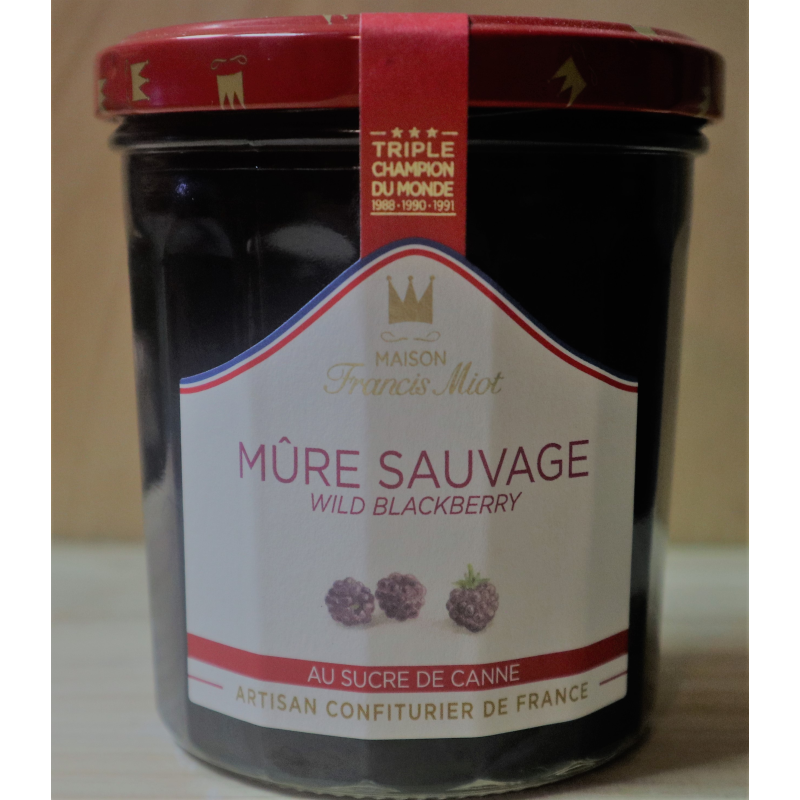 TRIPLE
CHAMPION
DU MONDE
1988 · 1990 · 1991
MAISON
Francis Miot
MÛRE SAUVAGE
WILD BLACKBERRY
AU SUCRE DE CANNE
ARTISAN CONFITURIER DE FRANCE